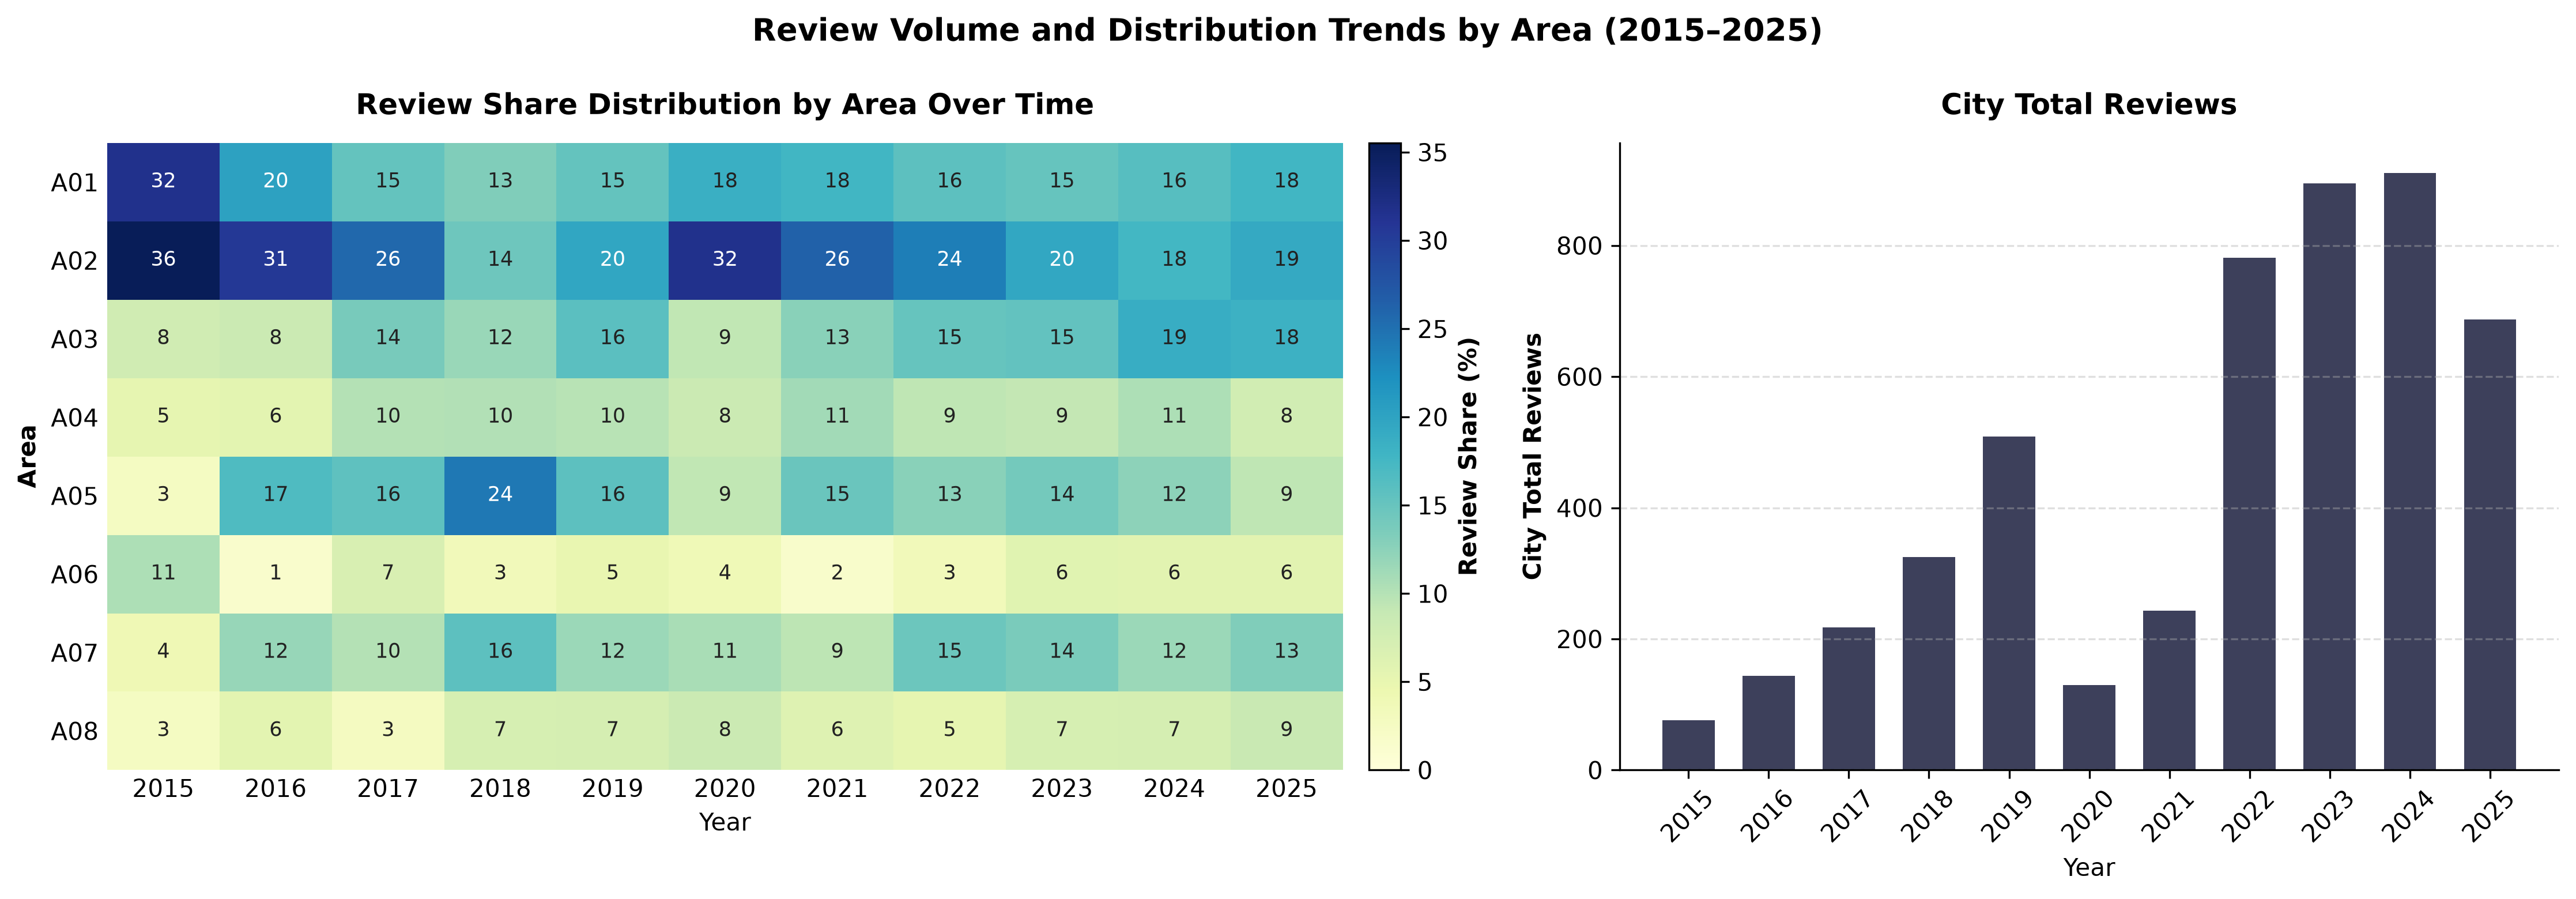 Review Volume and Distribution Trends by Area (2015–2025)
Review Share Distribution by Area Over Time
Area
A01 32 20 15 13 15 18 18 16 15 16 18
A02 36 31 26 14 20 32 26 24 20 18 19
A03 8 8 14 12 16 9 13 15 15 19 18
A04 5 6 10 10 10 8 11 9 9 11 8
A05 3 17 16 24 16 9 15 13 14 12 9
A06 11 1 7 3 5 4 2 3 6 6 6
A07 4 12 10 16 12 11 9 15 14 12 13
A08 3 6 3 7 7 8 6 5 7 7 9
2015 2016 2017 2018 2019 2020 2021 2022 2023 2024 2025
Year
35
30
25
20
15
10
5
0
Review Share (%)
City Total Reviews
City Total Reviews
800
600
400
200
0
2015 2016 2017 2018 2019 2020 2021 2022 2023 2024 2025
Year